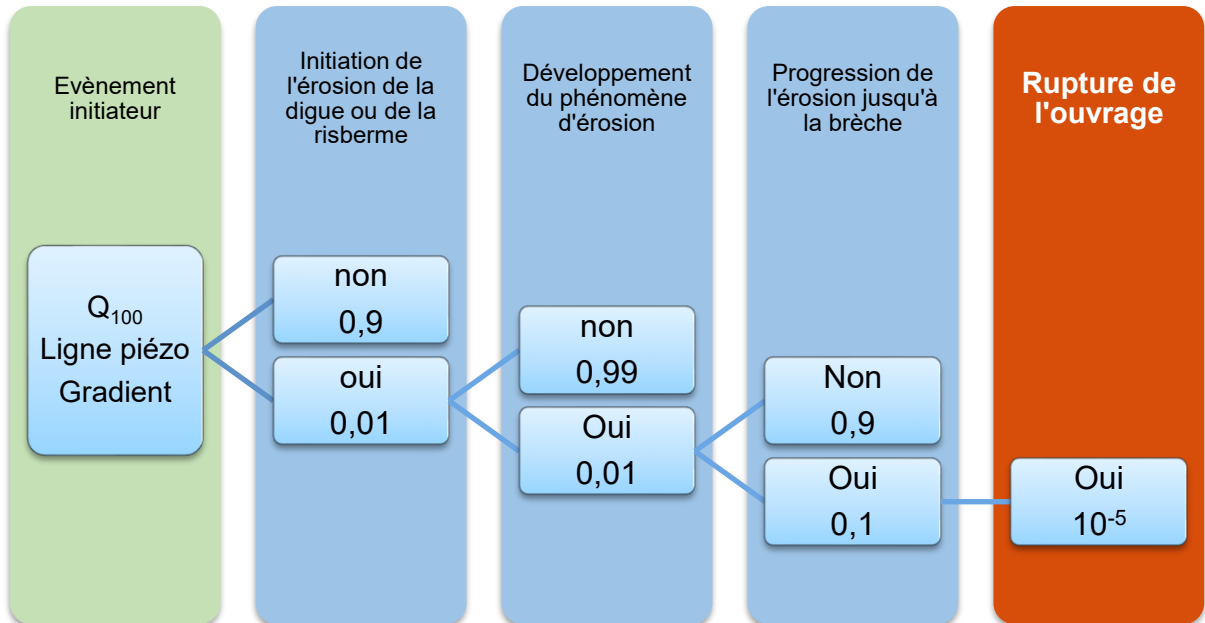 Evènement
initiateur
Initiation de
l'érosion de la
digue ou de la
risberme
Développement
du phénomène
d'érosion
Progression de
l'érosion jusqu'à
la brèche
Rupture de
l'ouvrage
Q₁₀₀
Ligne piézo
Gradient
non
0,9
oui
0,01
non
0,99
Oui
0,01
Non
0,9
Oui
0,1
Oui
10⁻⁵